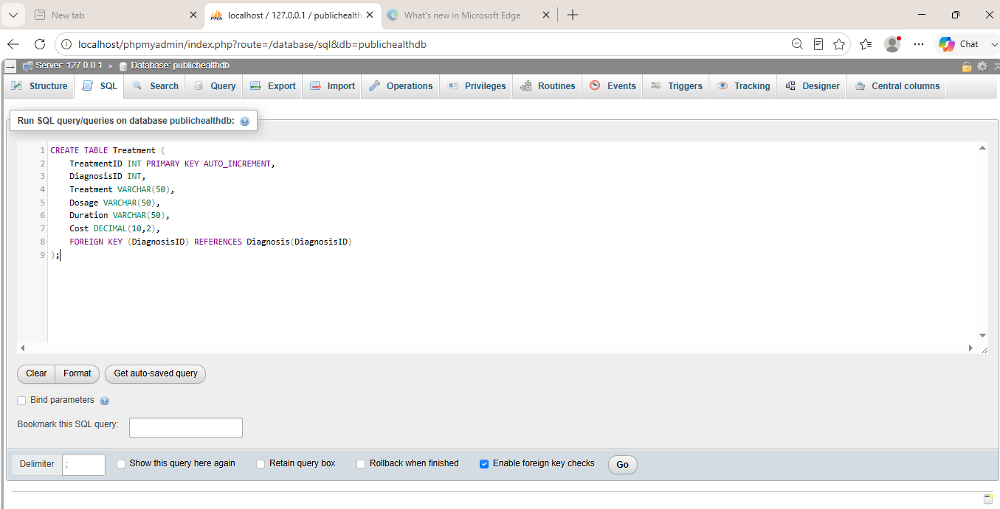 New tab
localhost / 127.0.0.1 / publichealth
What's new in Microsoft Edge
localhost/phpmyadmin/index.php?route=/database/sql&db=publichealthdb
Chat
Server: 127.0.0.1 » Database: publichealthdb
Structure SQL Search Query Export Import Operations Privileges Routines Events Triggers Tracking Designer Central columns
Run SQL query/queries on database publichealthdb:
1 CREATE TABLE Treatment (
2 TreatmentID INT PRIMARY KEY AUTO_INCREMENT,
3 DiagnosisID INT,
4 Treatment VARCHAR(50),
5 Dosage VARCHAR(50),
6 Duration VARCHAR(50),
7 Cost DECIMAL(10,2),
8 FOREIGN KEY (DiagnosisID) REFERENCES Diagnosis(DiagnosisID)
9 );
Clear Format Get auto-saved query
Bind parameters
Bookmark this SQL query:
Delimiter ; Show this query here again Retain query box Rollback when finished Enable foreign key checks Go